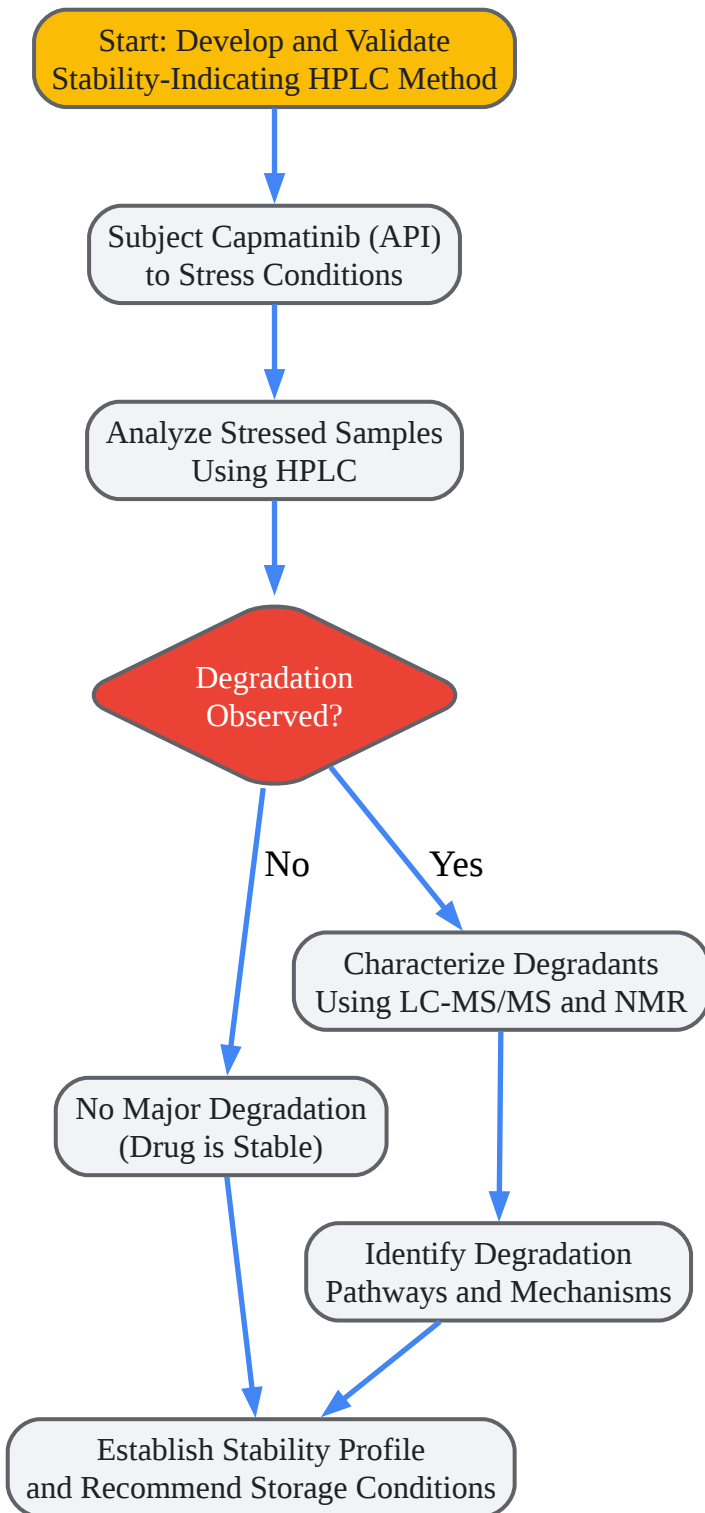 Start: Develop and Validate
Stability-Indicating HPLC Method
Subject Capmatinib (API)
to Stress Conditions
Analyze Stressed Samples
Using HPLC
Degradation
Observed?
No
Yes
Characterize Degradants
Using LC-MS/MS and NMR
No Major Degradation
(Drug is Stable)
Identify Degradation
Pathways and Mechanisms
Establish Stability Profile
and Recommend Storage Conditions